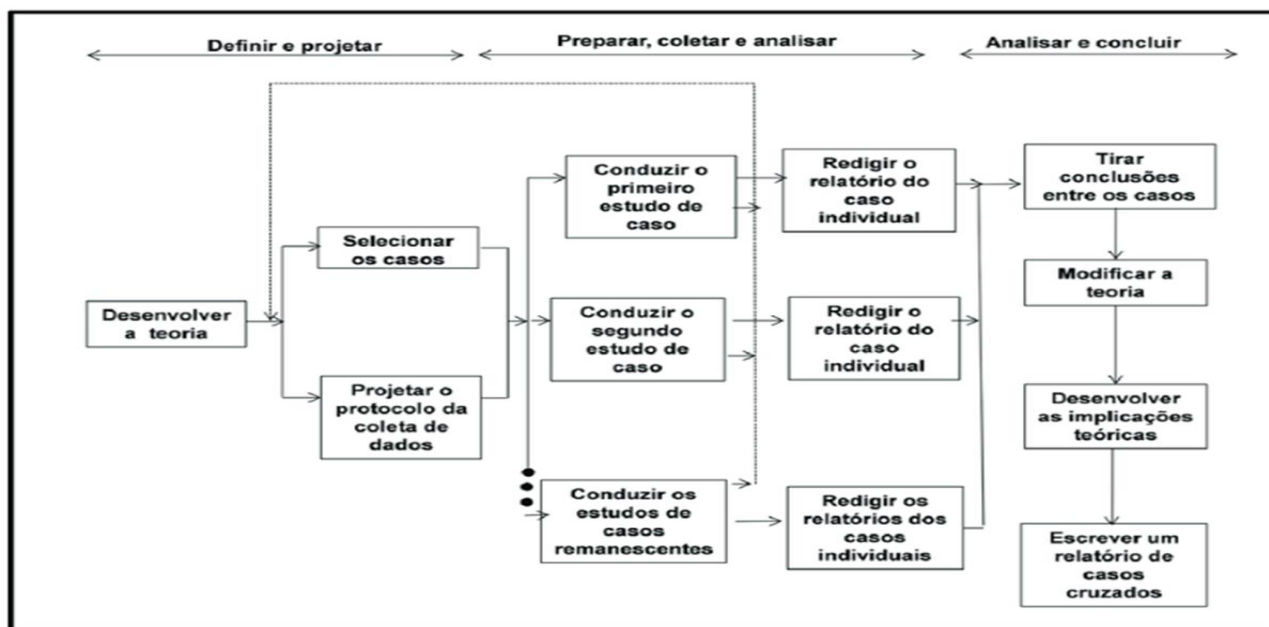 Definir e projetar
Preparar, coletar e analisar
Analisar e concluir
Desenvolver
a teoria
Selecionar
os casos
Projetar o
protocolo da
coleta de
dados
Conduzir o
primeiro
estudo de
caso
Conduzir o
segundo
estudo de
caso
Conduzir os
estudos de
casos
remanescentes
Redigir o
relatório do
caso
individual
Redigir o
relatório do
caso
individual
Redigir os
relatórios dos
casos
individuais
Tirar
conclusões
entre os casos
Modificar a
teoria
Desenvolver
as implicações
teóricas
Escrever um
relatório de
casos
cruzados